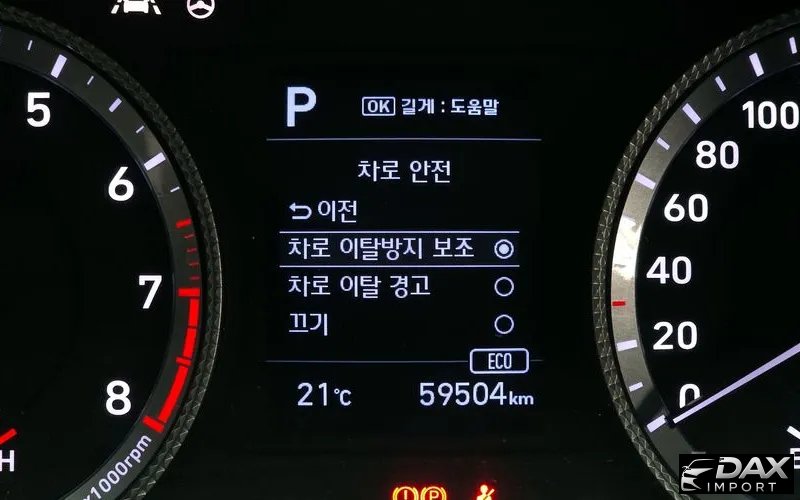 P
OK 길게 : 도움말
차로 안전
이전
차로 이탈방지 보조
차로 이탈 경고
끄기
ECO
21℃ 59504km
5
6
7
8
x1000rpm
H
100
80
60
40
20
0
E
P
DAX
IMPORT